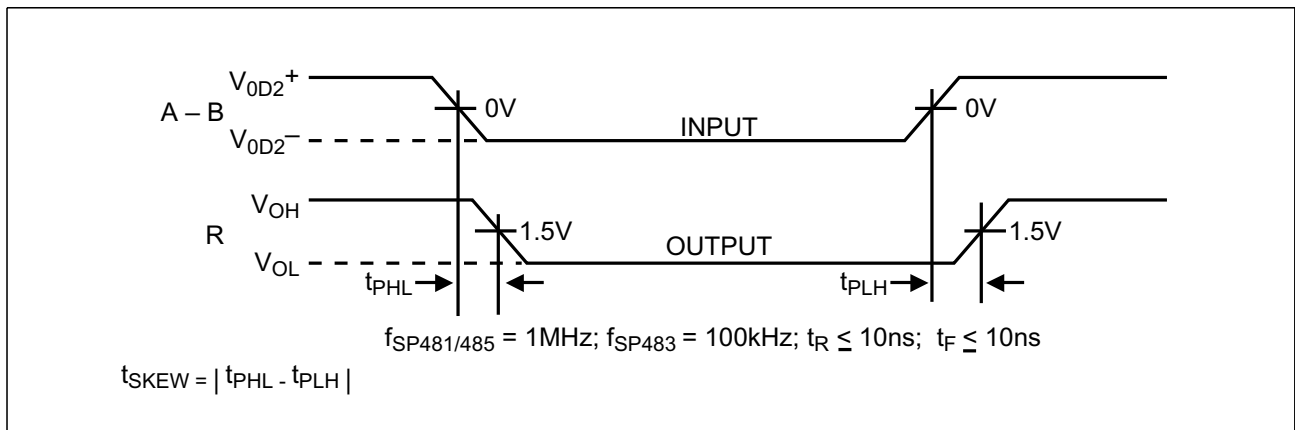 V0D2+
A – B
0V
0V
INPUT
V0D2–
VOH
R
1.5V
1.5V
OUTPUT
VOL
tPHL
tPLH
fSP481/485 = 1MHz; fSP483 = 100kHz; tR ≤ 10ns; tF ≤ 10ns
tSKEW = | tPHL - tPLH |